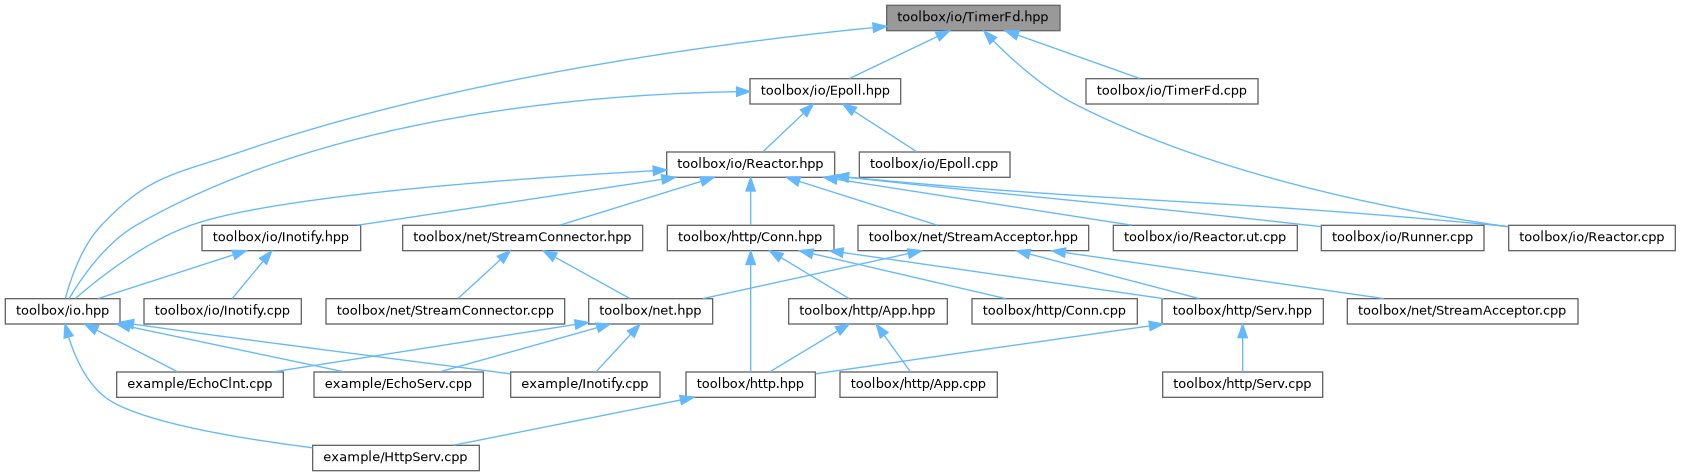 toolbox/io/TimerFd.hpp
toolbox/io/Epoll.hpp
toolbox/io/TimerFd.cpp
toolbox/io/Reactor.hpp
toolbox/io/Epoll.cpp
toolbox/io/Inotify.hpp
toolbox/net/StreamConnector.hpp
toolbox/http/Conn.hpp
toolbox/net/StreamAcceptor.hpp
toolbox/io/Reactor.ut.cpp
toolbox/io/Runner.cpp
toolbox/io/Reactor.cpp
toolbox/io.hpp
toolbox/io/Inotify.cpp
toolbox/net/StreamConnector.cpp
toolbox/net.hpp
toolbox/http/App.hpp
toolbox/http/Conn.cpp
toolbox/http/Serv.hpp
toolbox/net/StreamAcceptor.cpp
example/EchoClnt.cpp
example/EchoServ.cpp
example/Inotify.cpp
toolbox/http.hpp
toolbox/http/App.cpp
toolbox/http/Serv.cpp
example/HttpServ.cpp